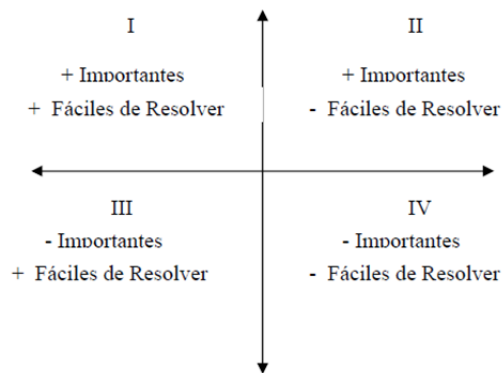 I
+ Importantes
+ Fáciles de Resolver
II
+ Importantes
- Fáciles de Resolver
III
- Importantes
+ Fáciles de Resolver
IV
- Importantes
- Fáciles de Resolver